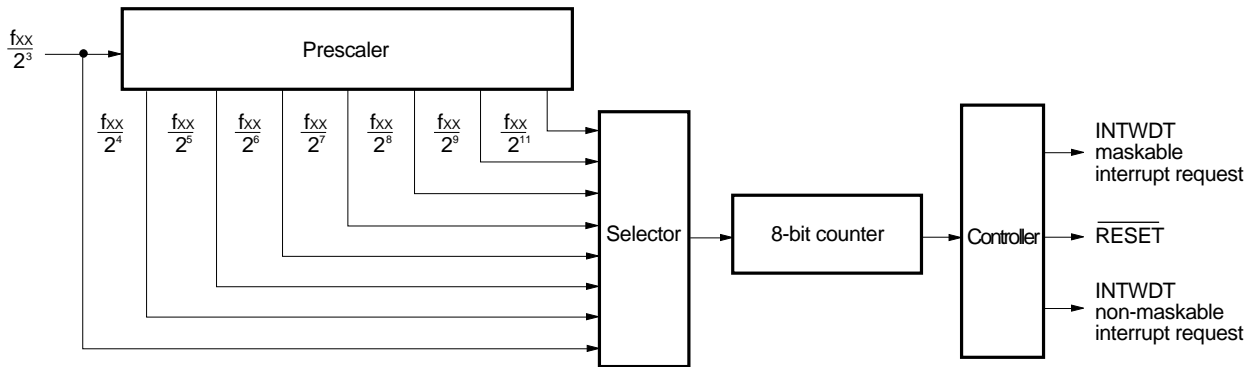 fxx
2³
Prescaler
fxx
2⁴
fxx
2⁵
fxx
2⁶
fxx
2⁷
fxx
2⁸
fxx
2⁹
fxx
2¹¹
Selector
8-bit counter
Controller
INTWDT
maskable
interrupt request
RESET
INTWDT
non-maskable
interrupt request